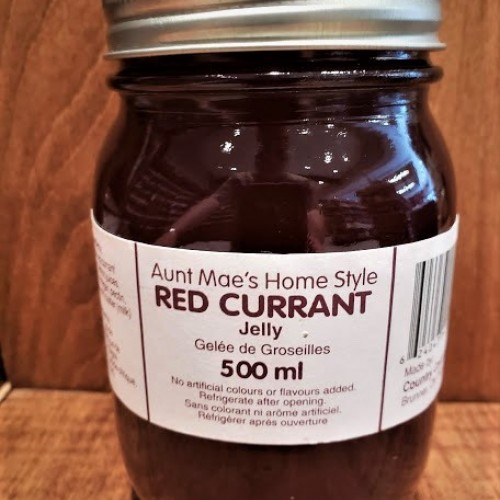 Aunt Mae's Home Style
RED CURRANT
Jelly
Gelée de Groseilles
500 ml
No artificial colours or flavours added.
Refrigerate after opening.
Sans colorant ni arôme artificiel.
Réfrigérer après ouverture
Made